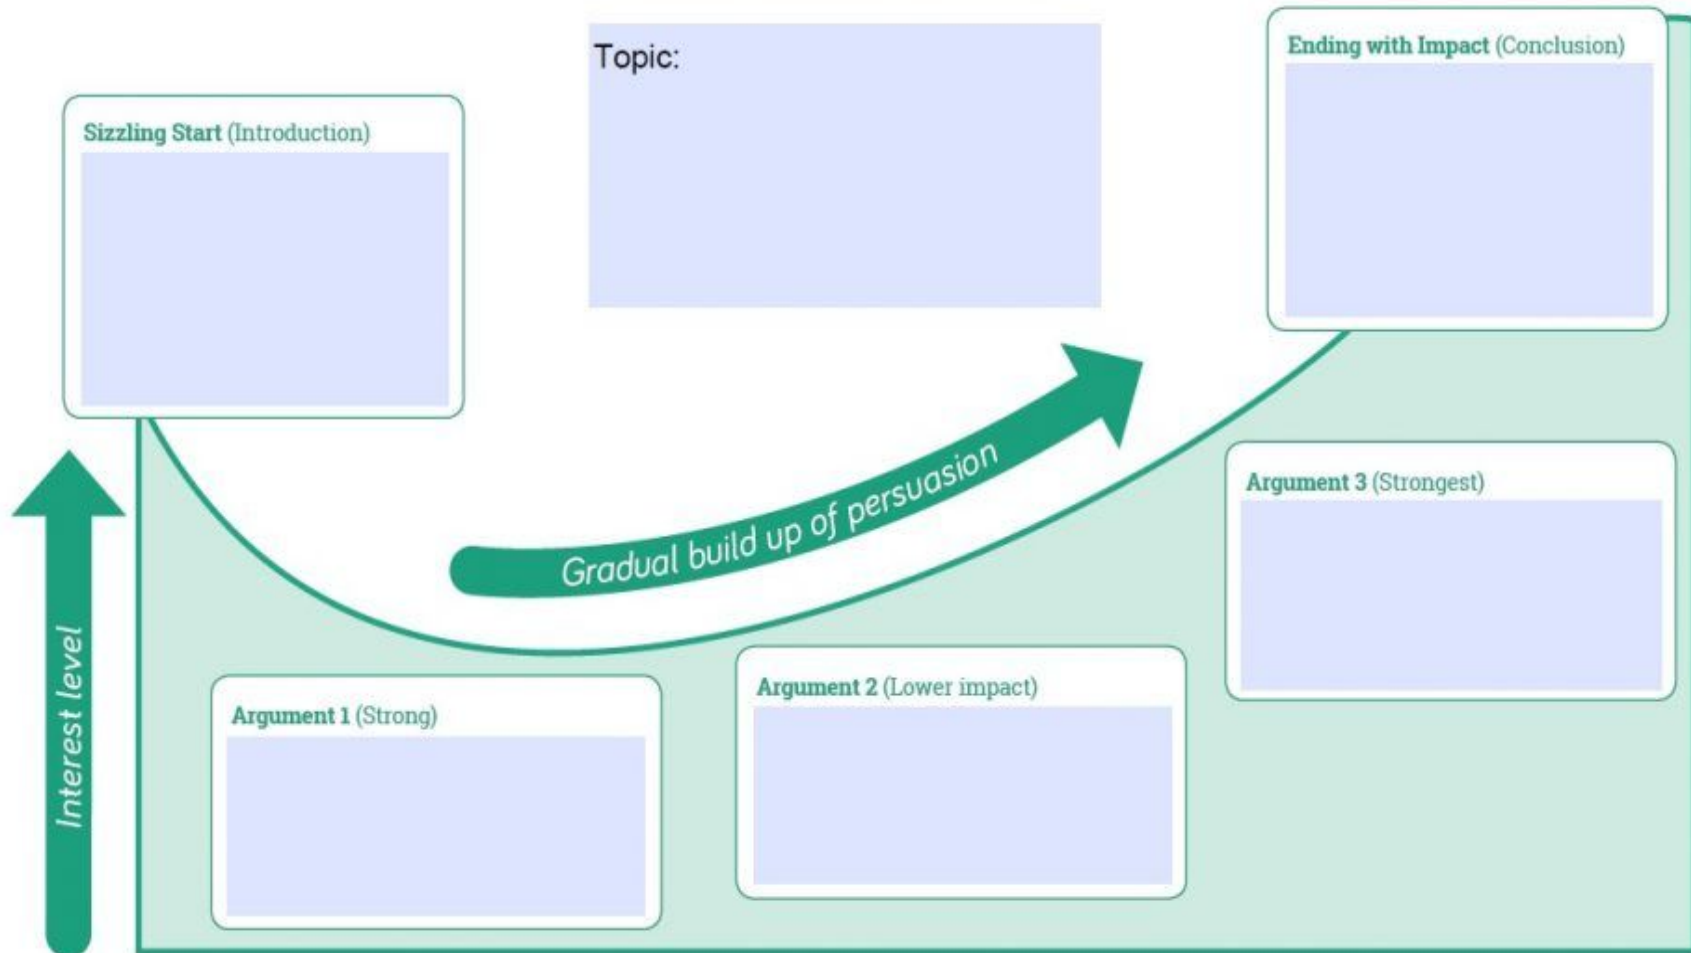 Topic:
Ending with Impact (Conclusion)
Sizzling Start (Introduction)
Gradual build up of persuasion
Interest level
Argument 3 (Strongest)
Argument 2 (Lower impact)
Argument 1 (Strong)